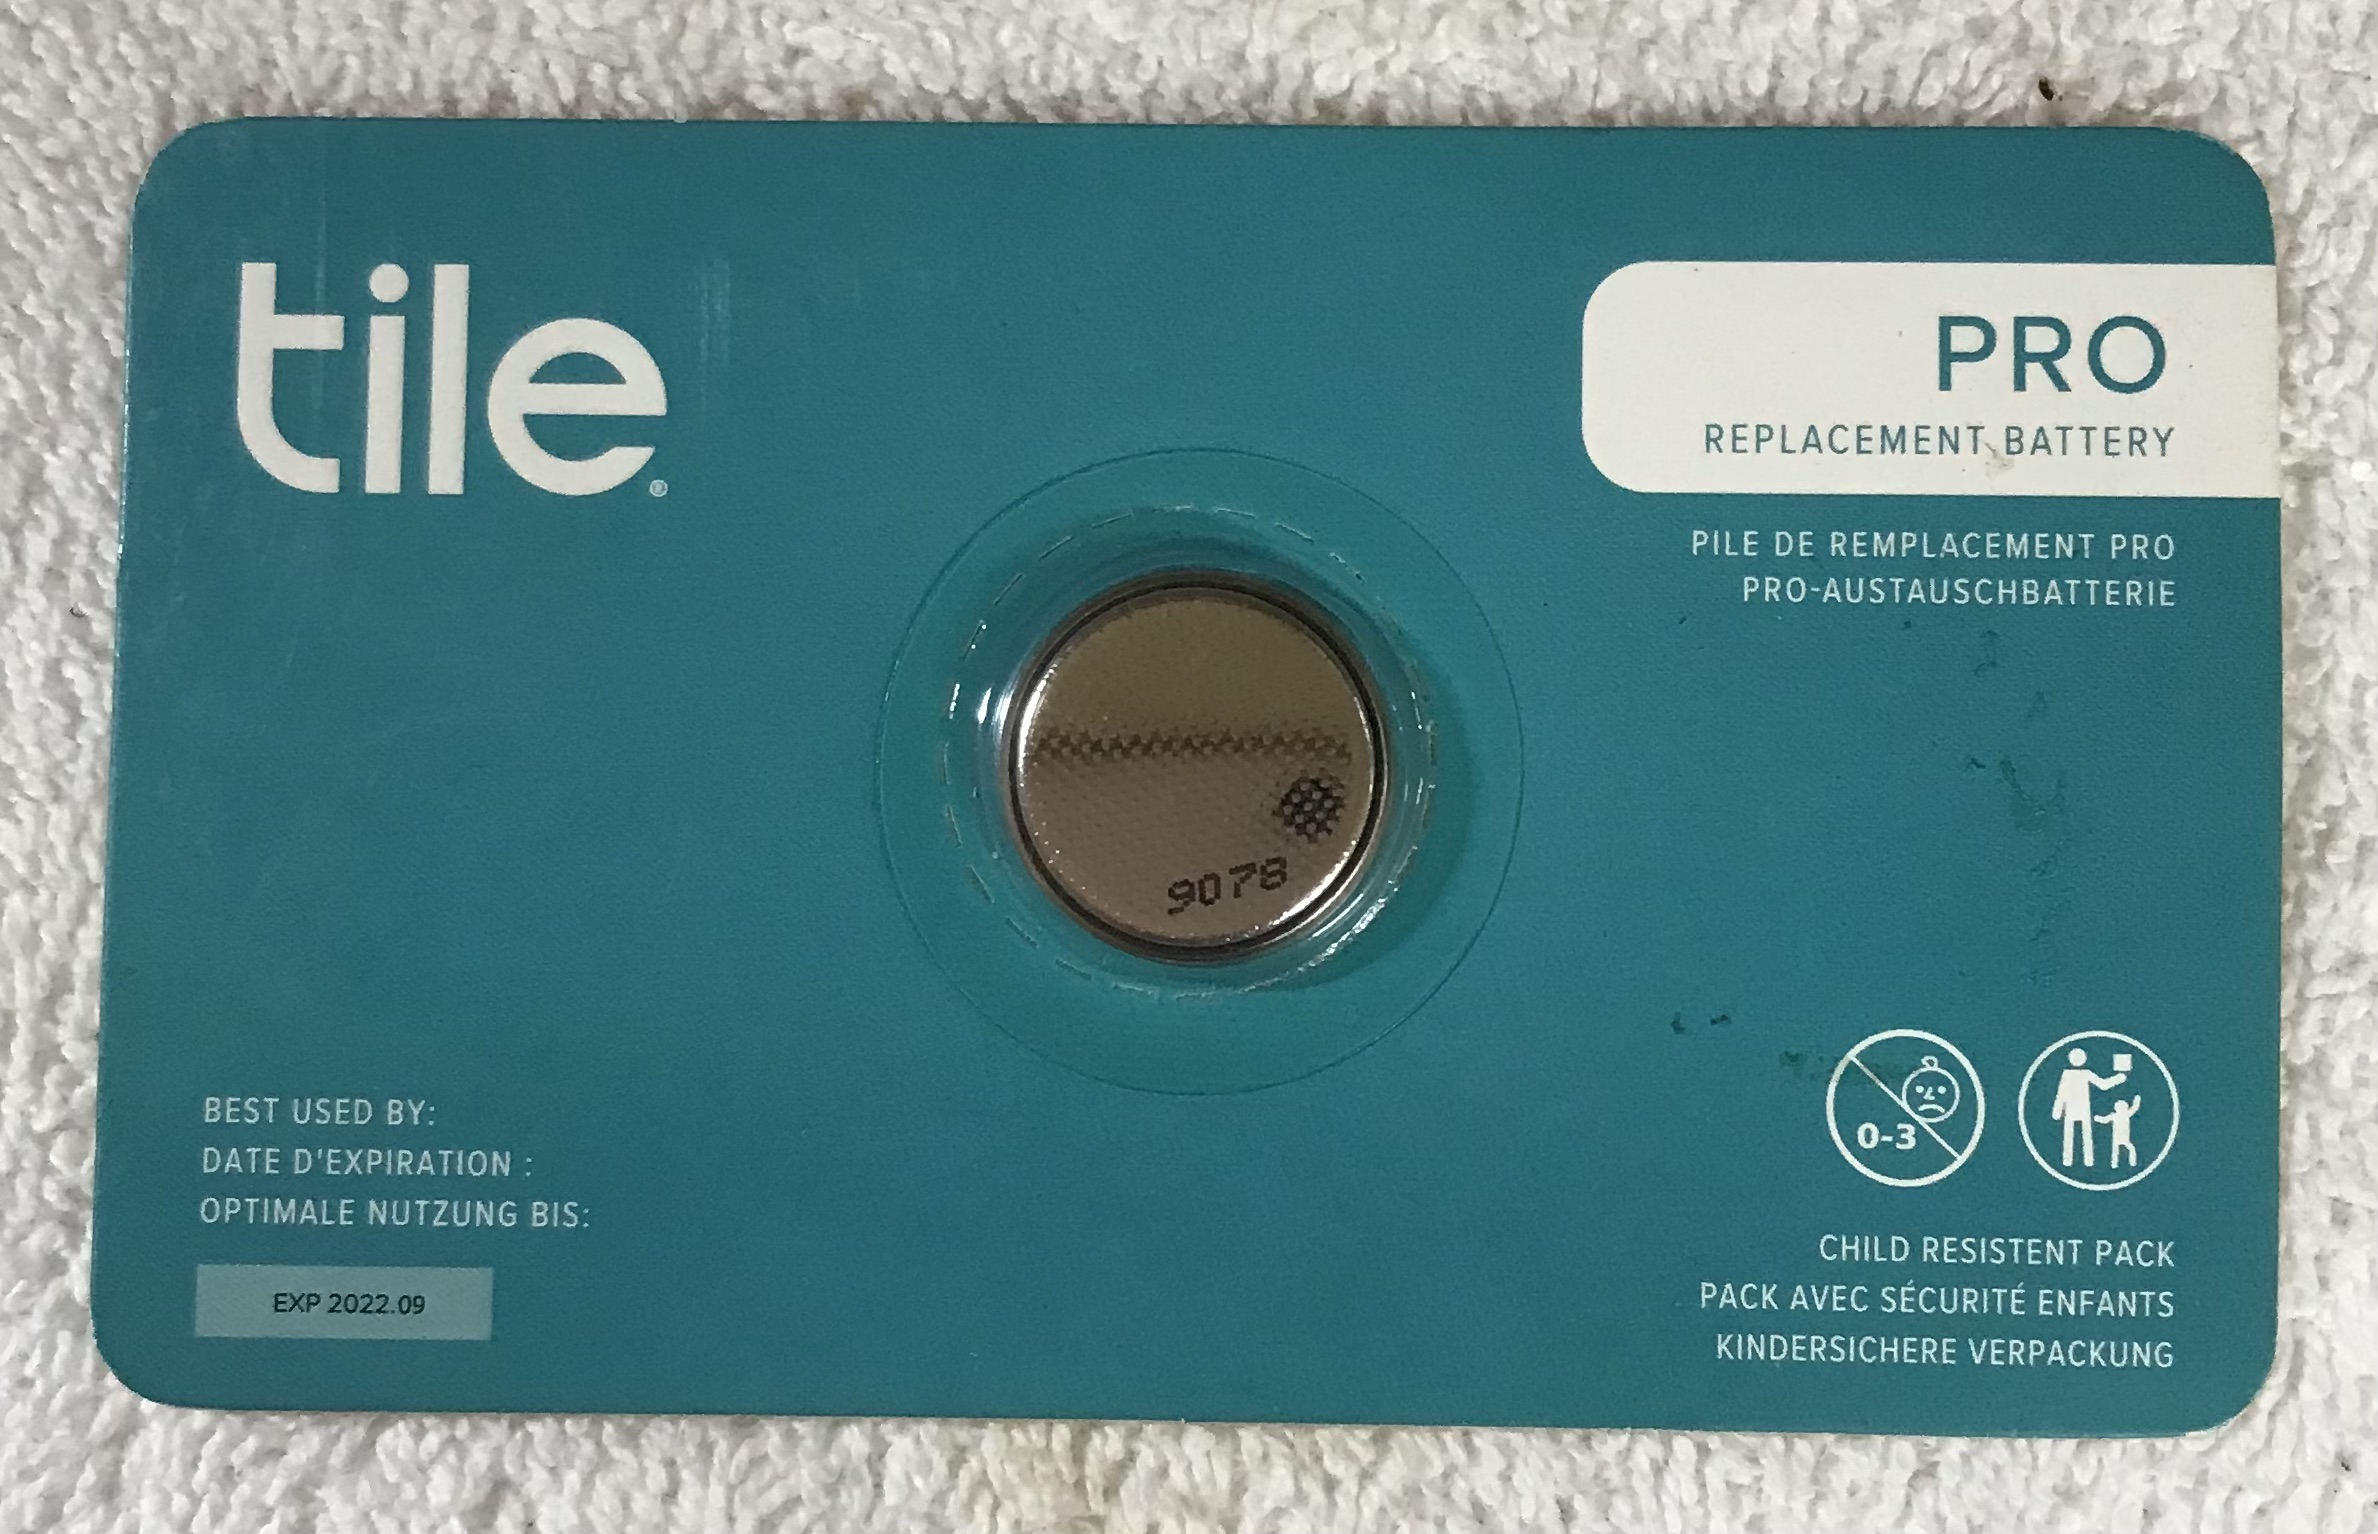 tile®
PRO
REPLACEMENT BATTERY
PILE DE REMPLACEMENT PRO
PRO-AUSTAUSCHBATTERIE
9078
BEST USED BY:
DATE D'EXPIRATION :
OPTIMALE NUTZUNG BIS:
EXP 2022.09
0-3
CHILD RESISTENT PACK
PACK AVEC SÉCURITÉ ENFANTS
KINDERSICHERE VERPACKUNG